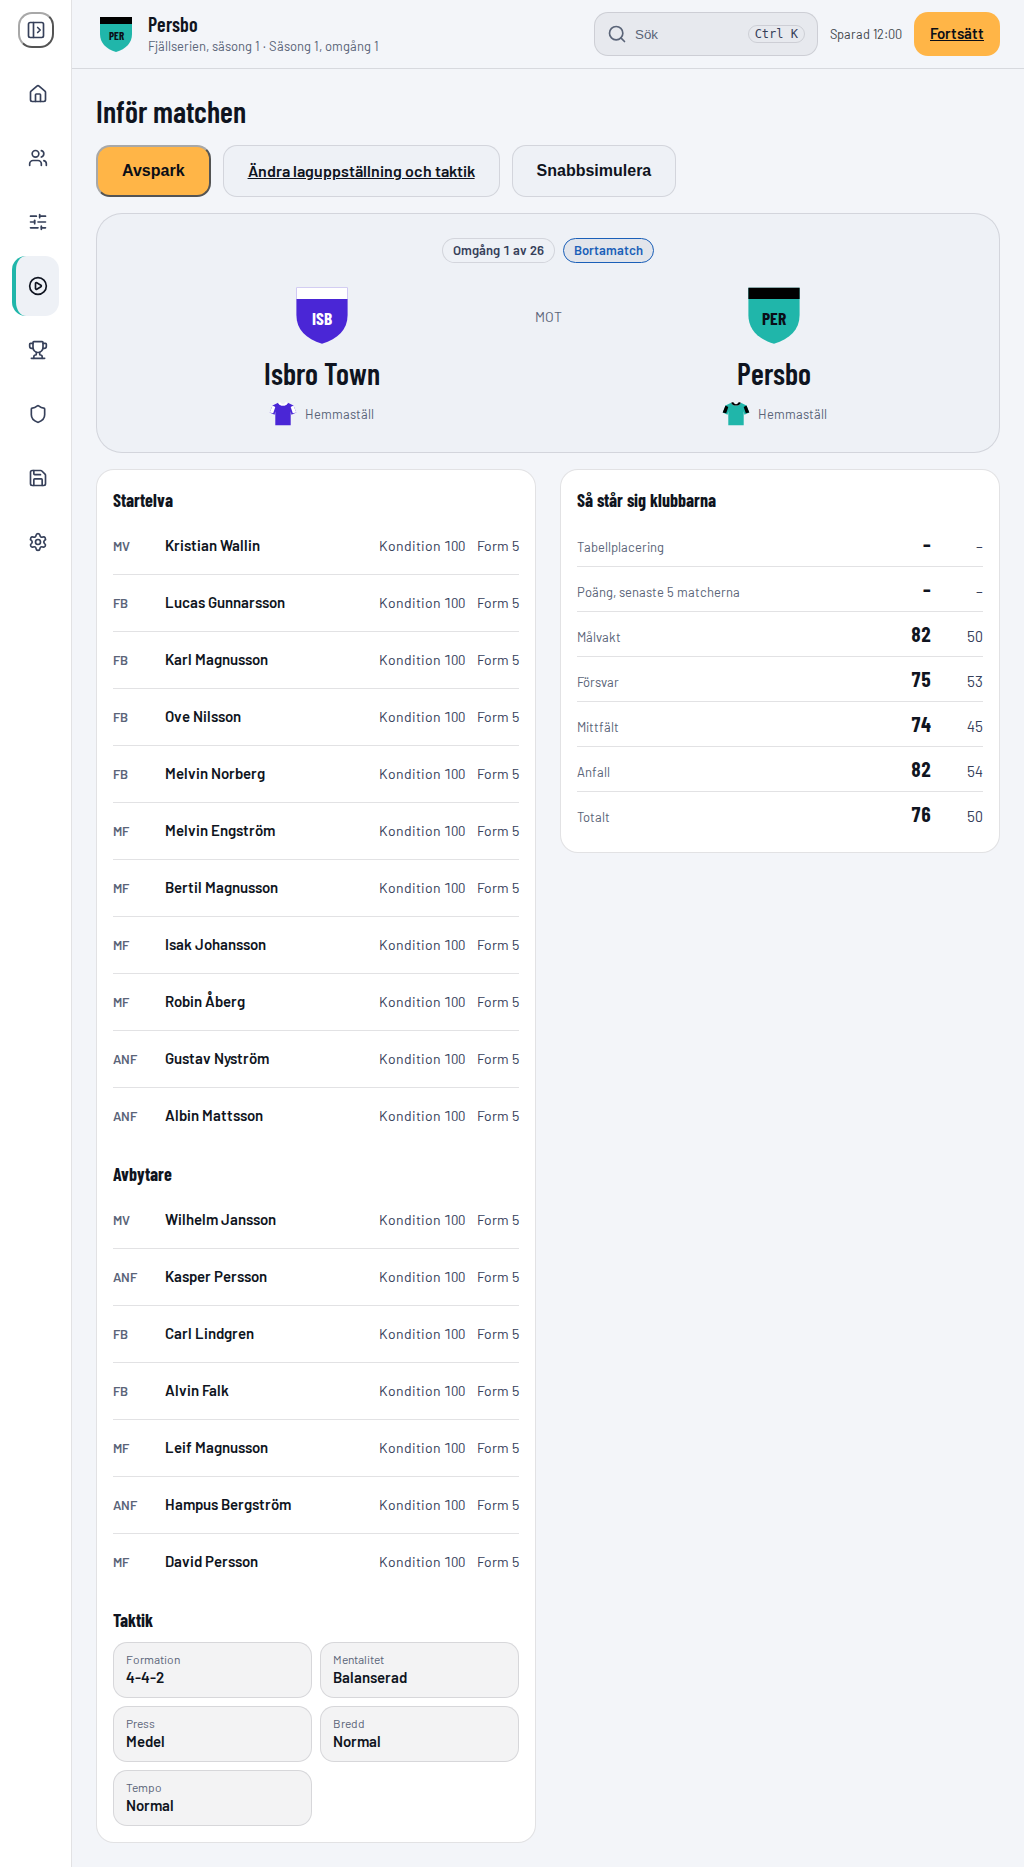 PER
Persbo
Fjällserien, säsong 1 · Säsong 1, omgång 1
Sök
Ctrl K
Sparad 12:00
Fortsätt
Inför matchen
Avspark
Ändra laguppställning och taktik
Snabbsimulera
Omgång 1 av 26
Bortamatch
ISB
MOT
PER
Isbro Town
Persbo
Hemmaställ
Hemmaställ
Startelva
MV Kristian Wallin Kondition 100 Form 5
FB Lucas Gunnarsson Kondition 100 Form 5
FB Karl Magnusson Kondition 100 Form 5
FB Ove Nilsson Kondition 100 Form 5
FB Melvin Norberg Kondition 100 Form 5
MF Melvin Engström Kondition 100 Form 5
MF Bertil Magnusson Kondition 100 Form 5
MF Isak Johansson Kondition 100 Form 5
MF Robin Åberg Kondition 100 Form 5
ANF Gustav Nyström Kondition 100 Form 5
ANF Albin Mattsson Kondition 100 Form 5
Avbytare
MV Wilhelm Jansson Kondition 100 Form 5
ANF Kasper Persson Kondition 100 Form 5
FB Carl Lindgren Kondition 100 Form 5
FB Alvin Falk Kondition 100 Form 5
MF Leif Magnusson Kondition 100 Form 5
ANF Hampus Bergström Kondition 100 Form 5
MF David Persson Kondition 100 Form 5
Taktik
Formation
4-4-2
Mentalitet
Balanserad
Press
Medel
Bredd
Normal
Tempo
Normal
Så står sig klubbarna
Tabellplacering – –
Poäng, senaste 5 matcherna – –
Målvakt 82 50
Försvar 75 53
Mittfält 74 45
Anfall 82 54
Totalt 76 50